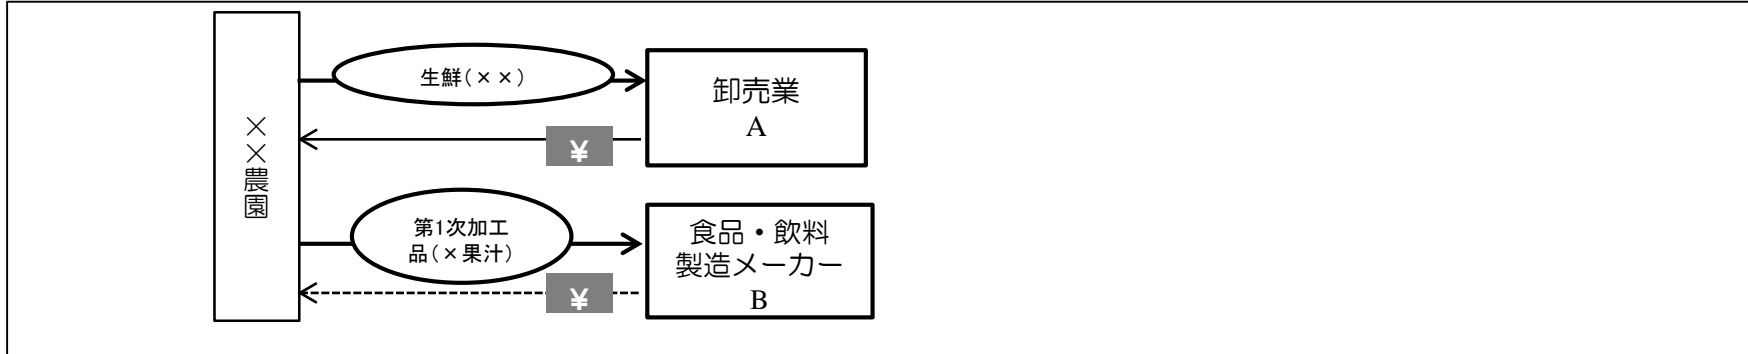 ××農園
生鮮(××)
卸売業
A
¥
第1次加工
品(×果汁)
食品・飲料
製造メーカー
B
¥